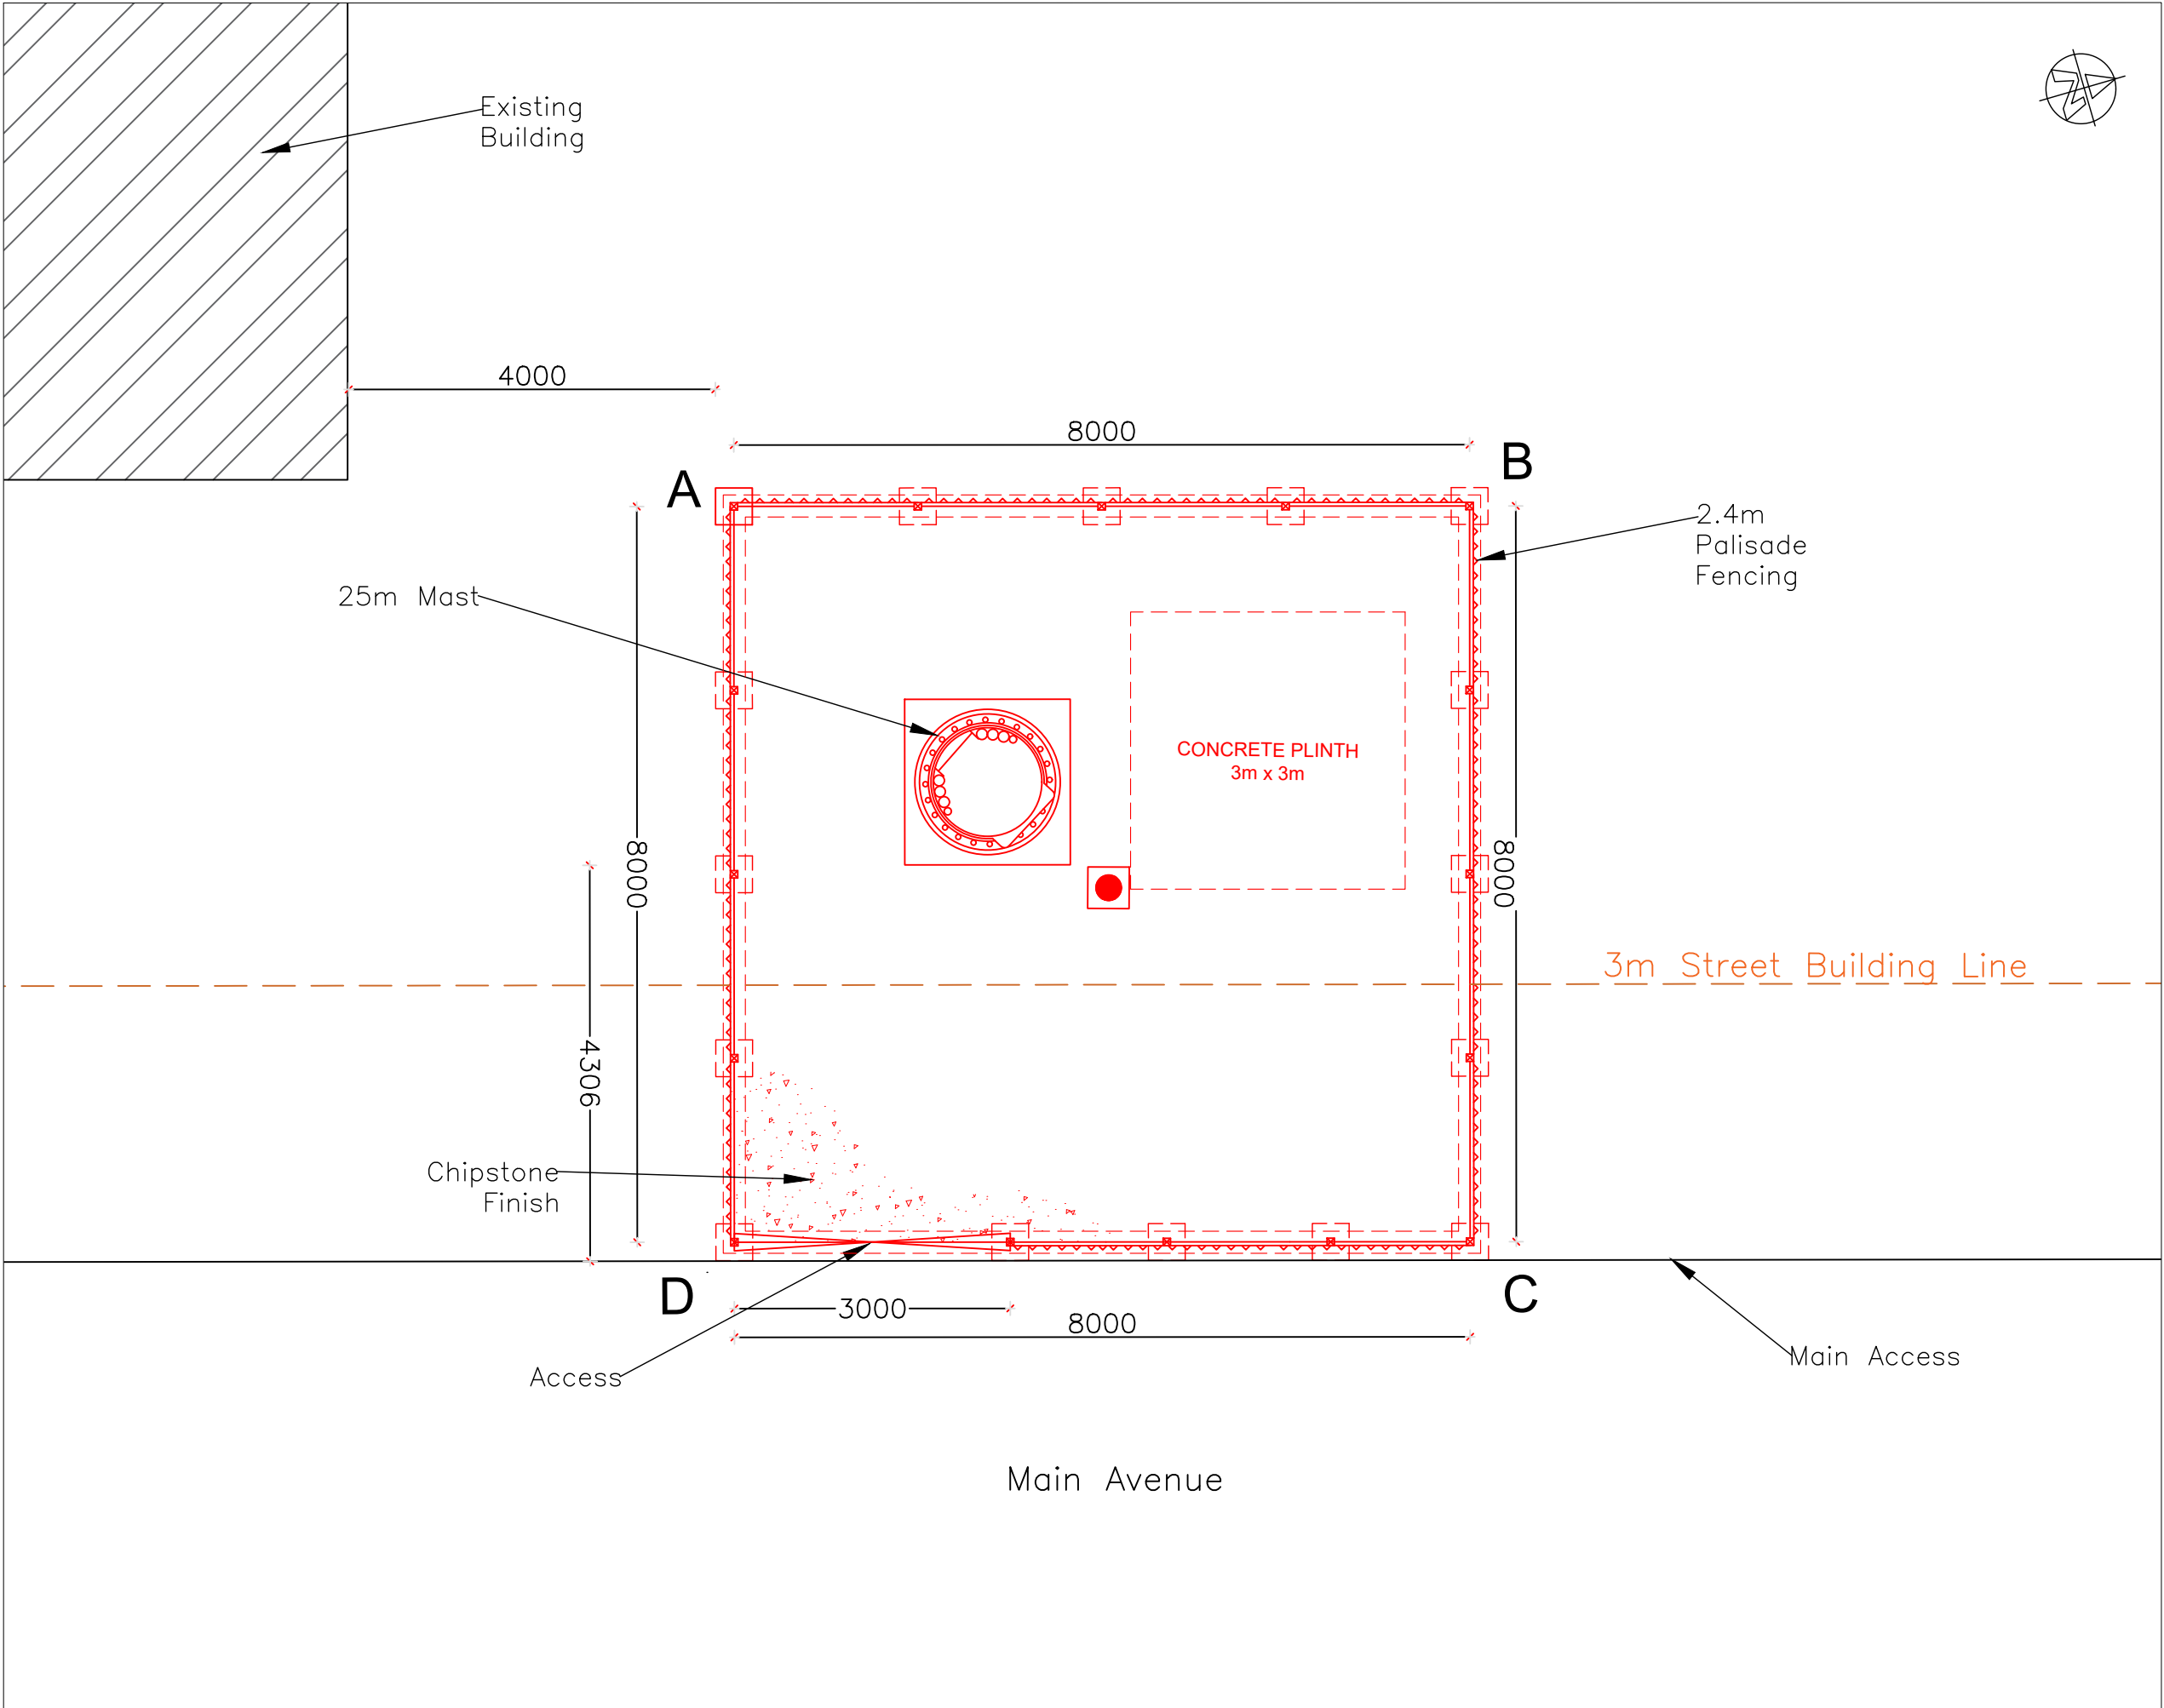 Existing
Building
4000
8000
A
B
2.4m
Palisade
Fencing
25m Mast
CONCRETE PLINTH
3m x 3m
8000
8000
3m Street Building Line
4306
Chipstone
Finish
D
C
3000
8000
Access
Main Access
Main Avenue